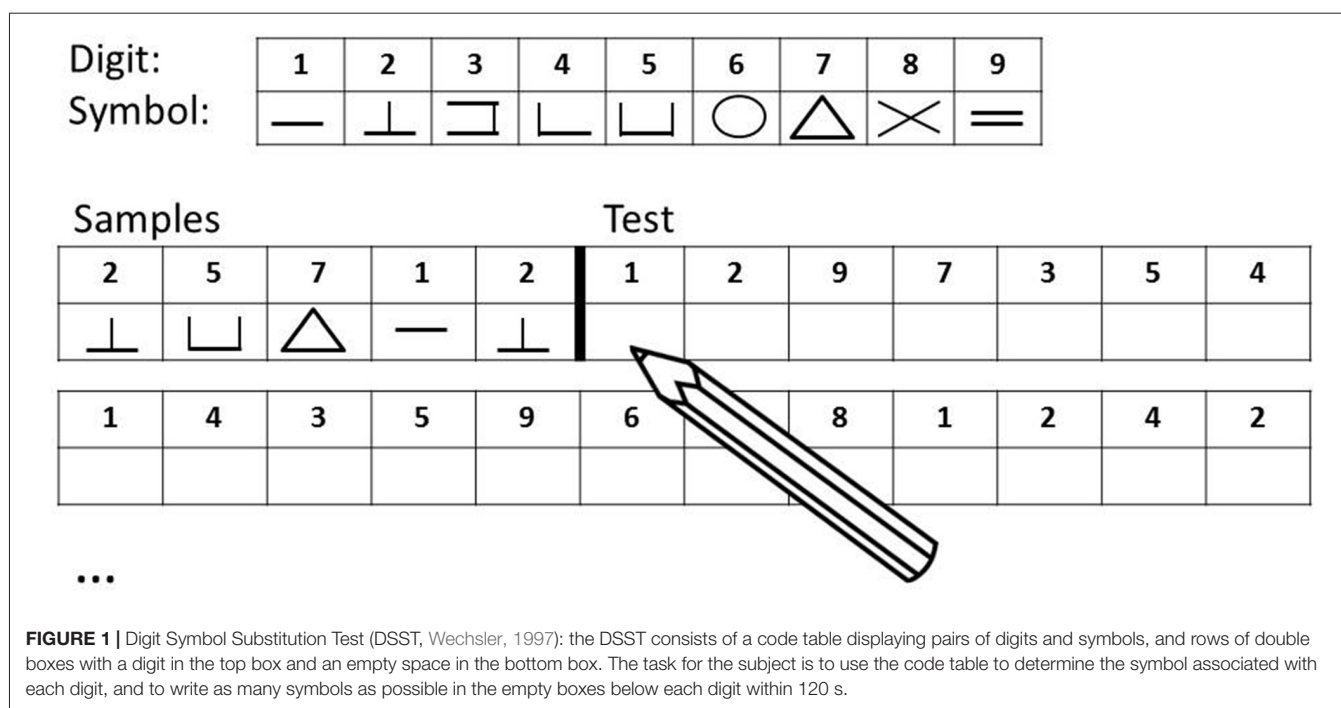 Digit: 1 2 3 4 5 6 7 8 9
Symbol:
Samples Test
2 5 7 1 2 1 2 9 7 3 5 4
1 4 3 5 9 6 8 1 2 4 2
...
FIGURE 1 | Digit Symbol Substitution Test (DSST, Wechsler, 1997): the DSST consists of a code table displaying pairs of digits and symbols, and rows of double
boxes with a digit in the top box and an empty space in the bottom box. The task for the subject is to use the code table to determine the symbol associated with
each digit, and to write as many symbols as possible in the empty boxes below each digit within 120 s.